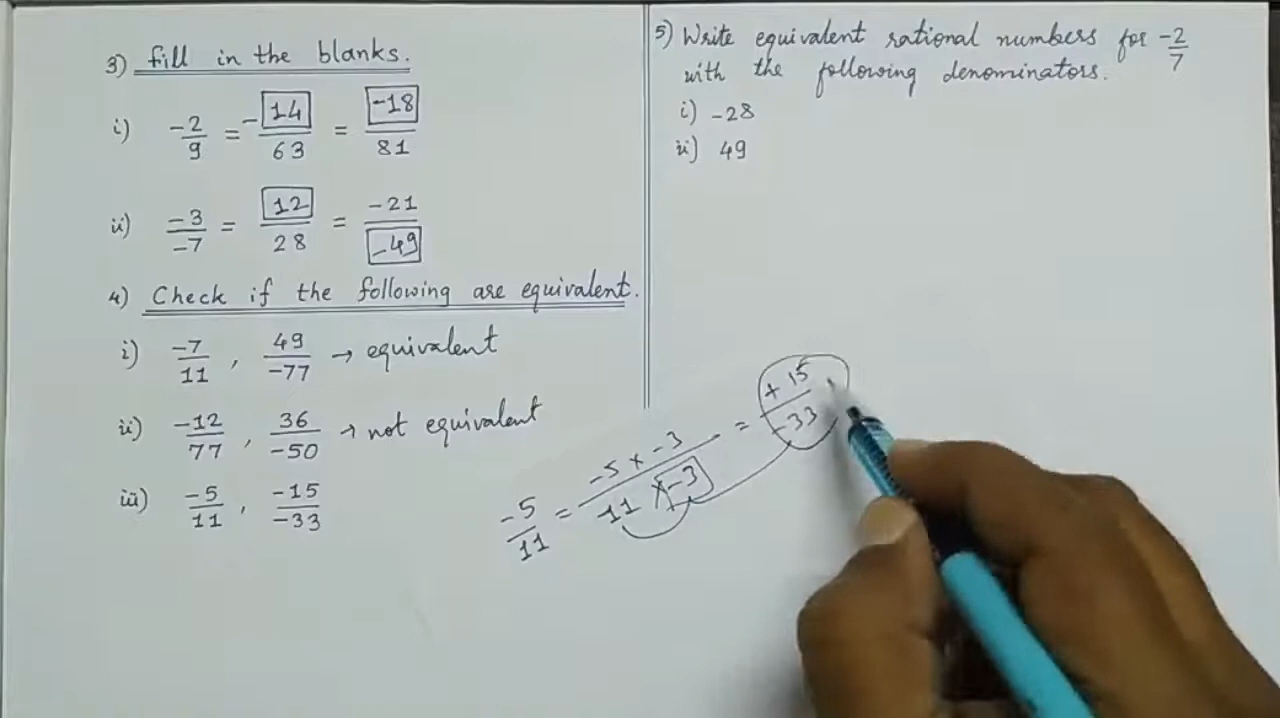 3) fill in the blanks.
i) -2/9 = -14/63 = -18/81
ii) -3/-7 = 12/28 = -21/-49
4) Check if the following are equivalent.
i) -7/11 , 49/-77 → equivalent
ii) -12/77 , 36/-50 → not equivalent
iii) -5/11 , -15/-33
-5/11 = -5 × -3/11 × -3 = +15/-33
5) Write equivalent rational numbers for -2/7
with the following denominators.
i) -28
ii) 49